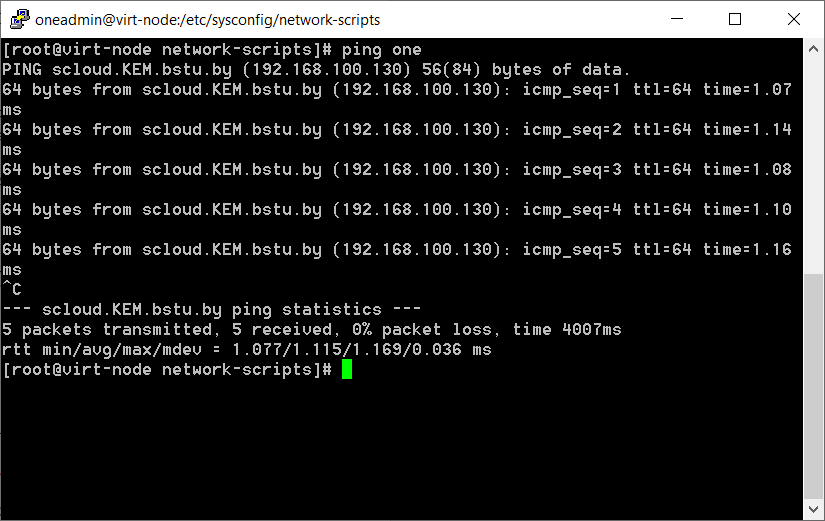 oneadmin@virt-node:/etc/sysconfig/network-scripts
[root@virt-node network-scripts]# ping one
PING scloud.KEM.bstu.by (192.168.100.130) 56(84) bytes of data.
64 bytes from scloud.KEM.bstu.by (192.168.100.130): icmp_seq=1 ttl=64 time=1.07
ms
64 bytes from scloud.KEM.bstu.by (192.168.100.130): icmp_seq=2 ttl=64 time=1.14
ms
64 bytes from scloud.KEM.bstu.by (192.168.100.130): icmp_seq=3 ttl=64 time=1.08
ms
64 bytes from scloud.KEM.bstu.by (192.168.100.130): icmp_seq=4 ttl=64 time=1.10
ms
64 bytes from scloud.KEM.bstu.by (192.168.100.130): icmp_seq=5 ttl=64 time=1.16
ms
^C
--- scloud.KEM.bstu.by ping statistics ---
5 packets transmitted, 5 received, 0% packet loss, time 4007ms
rtt min/avg/max/mdev = 1.077/1.115/1.169/0.036 ms
[root@virt-node network-scripts]#